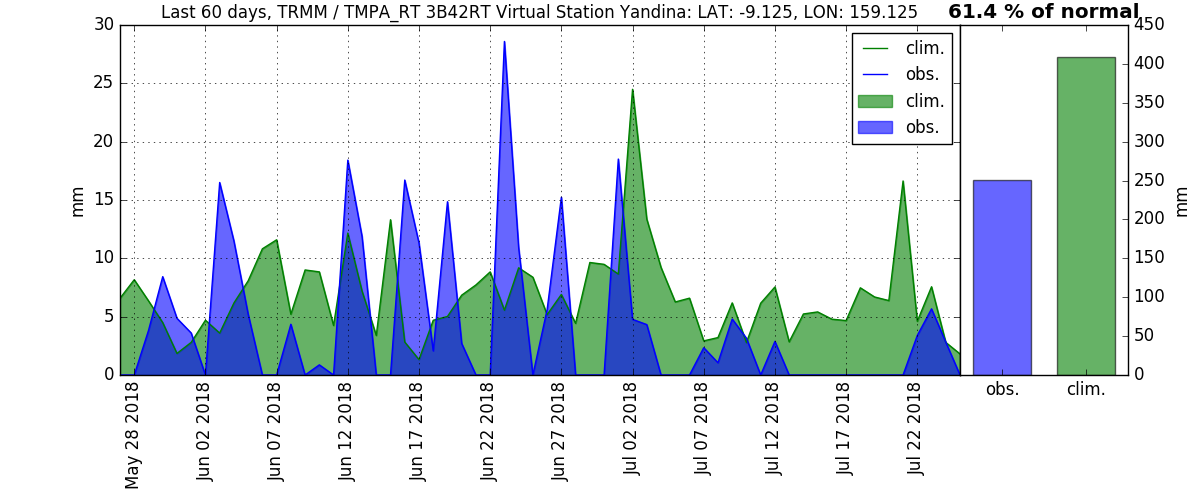 Last 60 days, TRMM / TMPA_RT 3B42RT Virtual Station Yandina: LAT: -9.125, LON: 159.125
61.4 % of normal
30
25
20
15
10
5
0
mm
clim.
obs.
clim.
obs.
May 28 2018
Jun 02 2018
Jun 07 2018
Jun 12 2018
Jun 17 2018
Jun 22 2018
Jun 27 2018
Jul 02 2018
Jul 07 2018
Jul 12 2018
Jul 17 2018
Jul 22 2018
450
400
350
300
250
200
150
100
50
0
mm
obs.
clim.